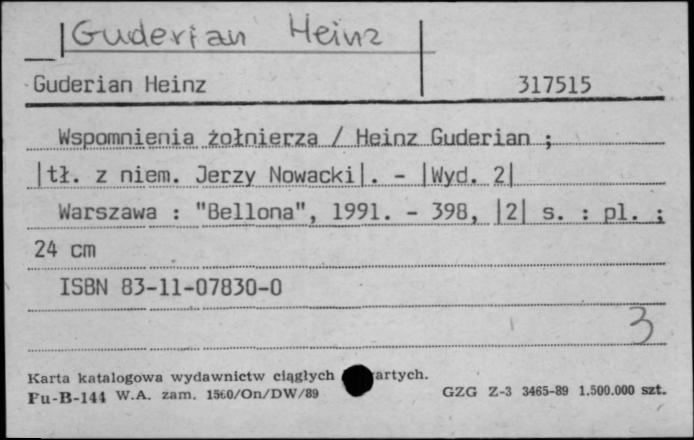 Guderian Heinz
Guderian Heinz 317515
Wspomnienia żołnierza / Heinz Guderian ;
|tł. z niem. Jerzy Nowacki|. - |Wyd. 2|
Warszawa : "Bellona", 1991. - 398, |2| s. : pl. ;
24 cm
ISBN 83-11-07830-0
3
Karta katalogowa wydawnictw ciągłych artych.
Fu-B-144 W.A. zam. 1560/On/DW/89 GZG Z-3 3465-89 1.500.000 szt.